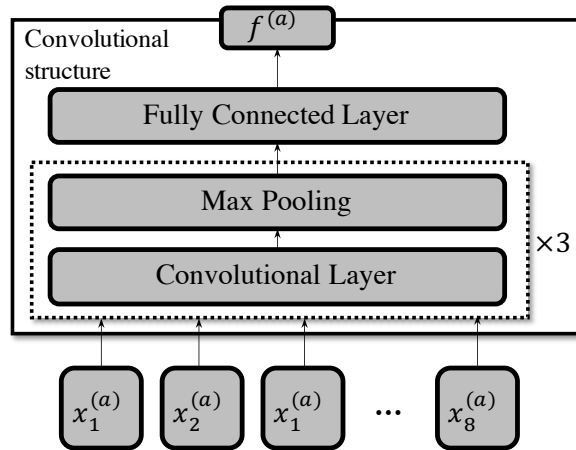 f^{(a)}
Convolutional
structure
Fully Connected Layer
Max Pooling
×3
Convolutional Layer
x_1^{(a)} x_2^{(a)} x_1^{(a)} ... x_8^{(a)}